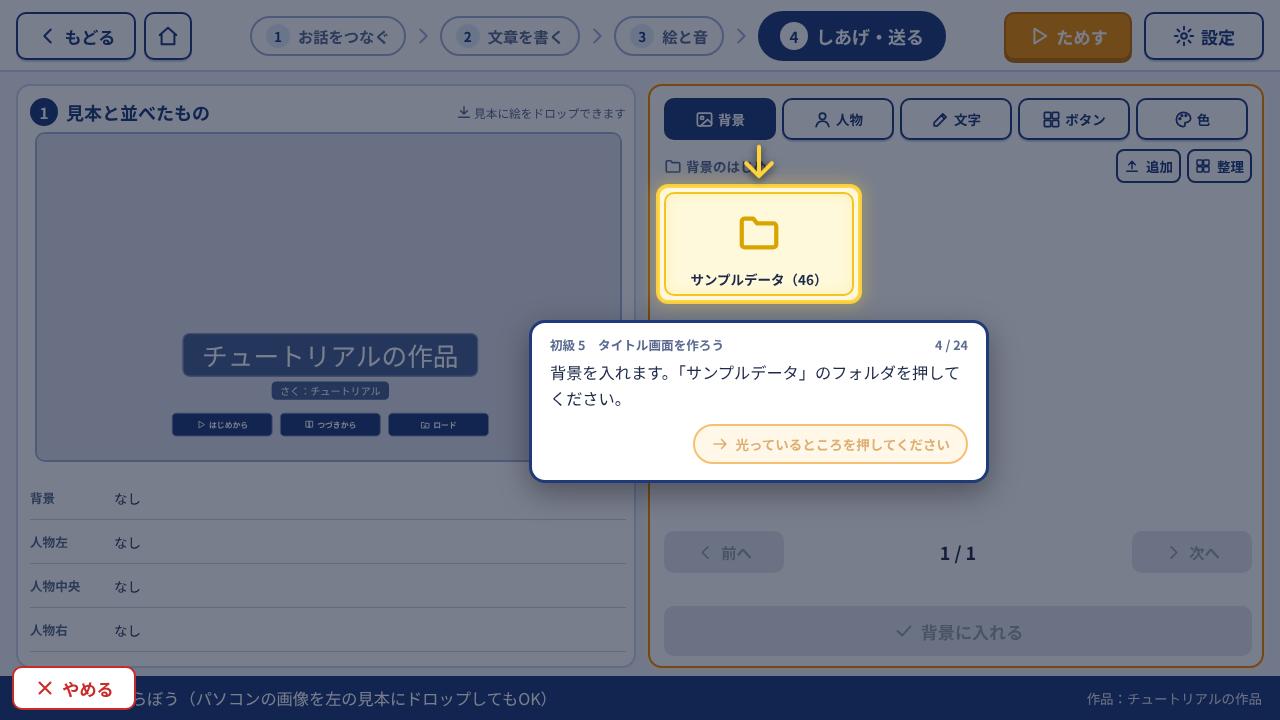 もどる
1 お話をつなぐ
2 文章を書く
3 絵と音
4 しあげ・送る
ためす
設定
1 見本と並べたもの
見本に絵をドロップできます
チュートリアルの作品
さく：チュートリアル
はじめから
つづきから
ロード
背景 なし
人物左 なし
人物中央 なし
人物右 なし
背景
人物
文字
ボタン
色
背景のは
追加
整理
サンプルデータ（46）
初級 5 タイトル画面を作ろう
4 / 24
背景を入れます。「サンプルデータ」のフォルダを押して
ください。
光っているところを押してください
前へ
1 / 1
次へ
背景に入れる
やめる
らぼう（パソコンの画像を左の見本にドロップしてもOK）
作品：チュートリアルの作品